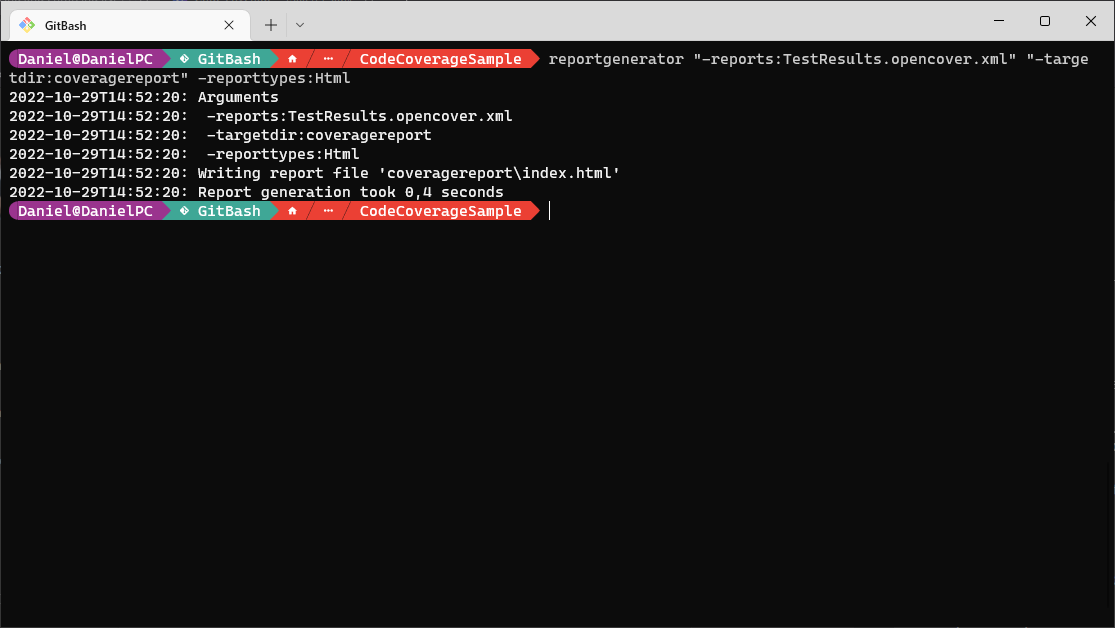 GitBash
Daniel@DanielPC GitBash CodeCoverageSample reportgenerator "-reports:TestResults.opencover.xml" "-targe
tdir:coveragereport" -reporttypes:Html
2022-10-29T14:52:20: Arguments
2022-10-29T14:52:20:  -reports:TestResults.opencover.xml
2022-10-29T14:52:20:  -targetdir:coveragereport
2022-10-29T14:52:20:  -reporttypes:Html
2022-10-29T14:52:20: Writing report file 'coveragereport\index.html'
2022-10-29T14:52:20: Report generation took 0,4 seconds
Daniel@DanielPC GitBash CodeCoverageSample